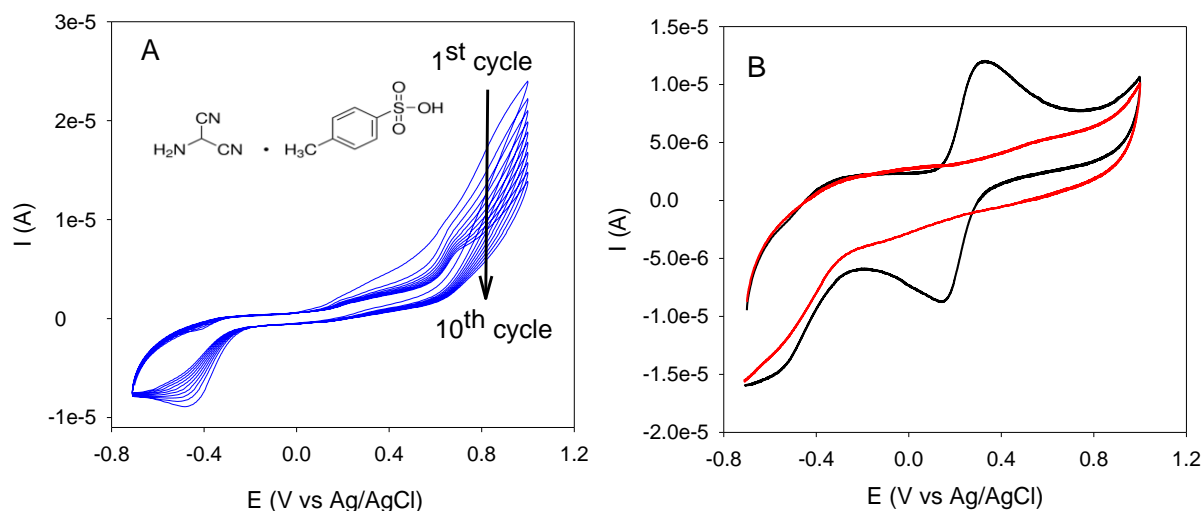 A
3e-5
2e-5
1e-5
0
-1e-5
I (A)
1st cycle
10th cycle
CN
H2N
CN
•
O
S
OH
O
H3C
-0.8
-0.4
0.0
0.4
0.8
1.2
E (V vs Ag/AgCl)
B
1.5e-5
1.0e-5
5.0e-6
0.0
-5.0e-6
-1.0e-5
-1.5e-5
-2.0e-5
I (A)
-0.8
-0.4
0.0
0.4
0.8
1.2
E (V vs Ag/AgCl)